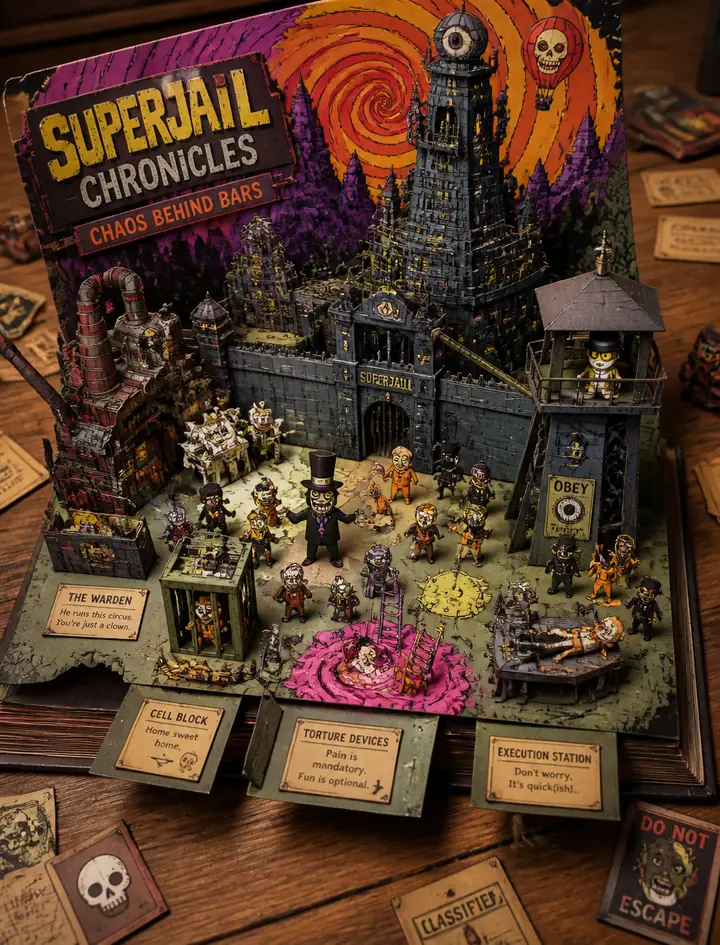 SUPERJAIL
CHRONICLES
CHAOS BEHIND BARS
SUPERJAIL
OBEY
THE WARDEN
He runs this circus.
You're just a clown.
CELL BLOCK
Home sweet
home,
TORTURE DEVICES
Pain is
mandatory.
Fun is optional.
EXECUTION STATION
Don't worry.
It's quick(ish)..
DO NOT
ESCAPE
CLASSIFIED